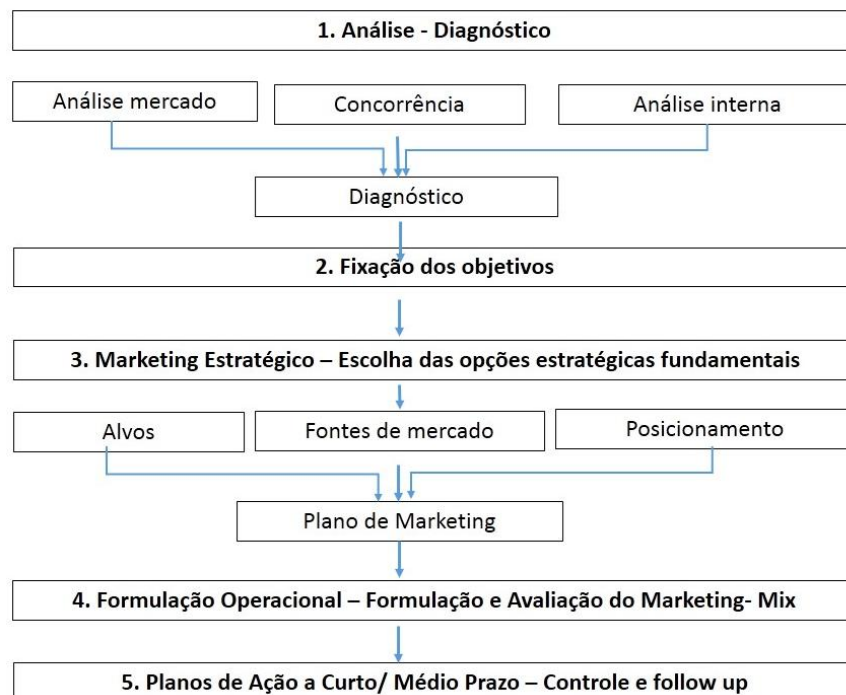 1. Análise - Diagnóstico
Análise mercado
Concorrência
Análise interna
Diagnóstico
2. Fixação dos objetivos
3. Marketing Estratégico – Escolha das opções estratégicas fundamentais
Alvos
Fontes de mercado
Posicionamento
Plano de Marketing
4. Formulação Operacional – Formulação e Avaliação do Marketing- Mix
5. Planos de Ação a Curto/ Médio Prazo – Controle e follow up